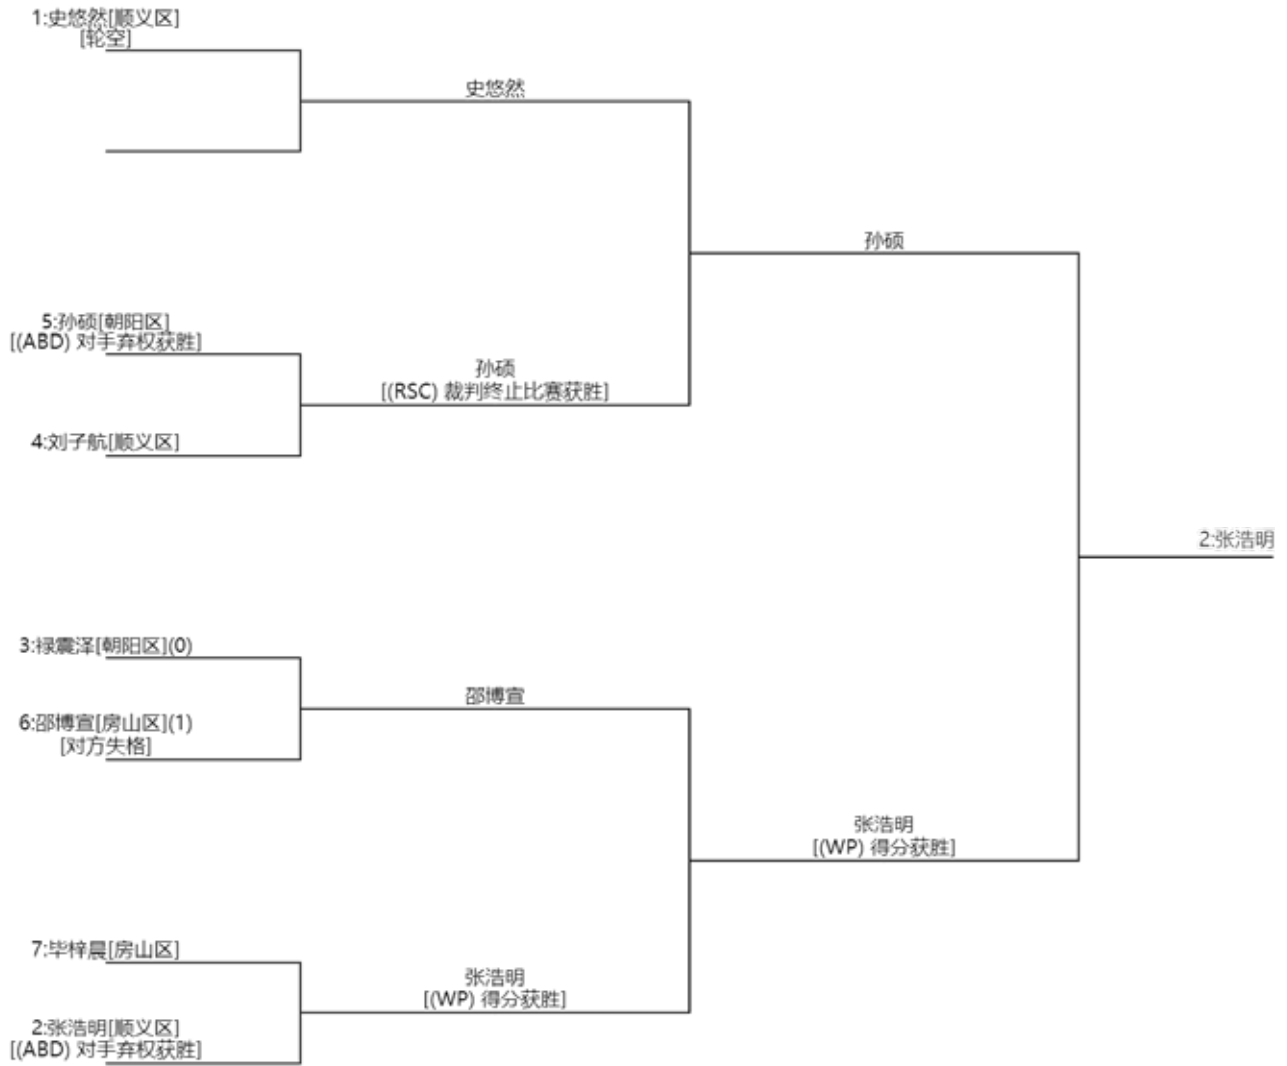 1:史悠然[顺义区]
[轮空]
史悠然
孙硕
5:孙硕[朝阳区]
[(ABD) 对手弃权获胜]
孙硕
[(RSC) 裁判终止比赛获胜]
4:刘子航[顺义区]
2:张浩明
3:禄震泽[朝阳区](0)
邵博宣
6:邵博宣[房山区](1)
[对方失格]
张浩明
[(WP) 得分获胜]
7:毕梓晨[房山区]
张浩明
[(WP) 得分获胜]
2:张浩明[顺义区]
[(ABD) 对手弃权获胜]